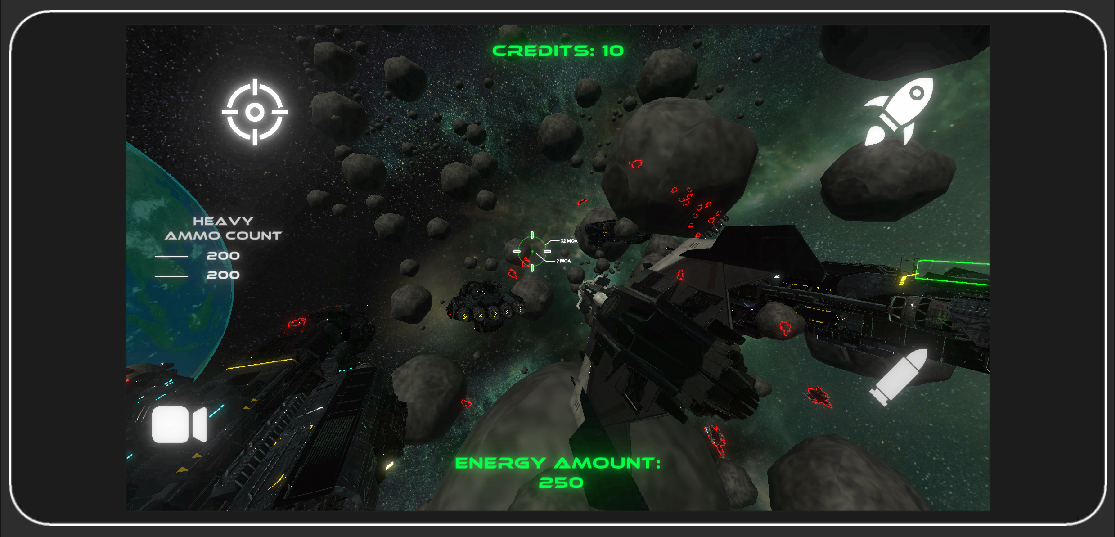 CREDITS: 10
HEAVY
AMMO COUNT
200
200
ENERGY AMOUNT:
250